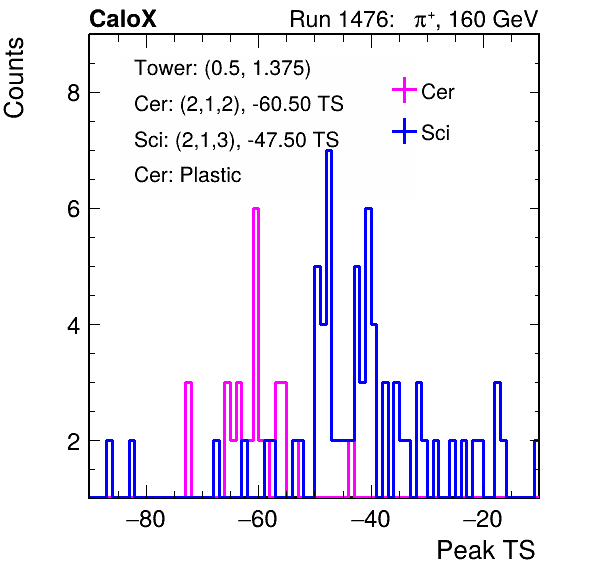 CaloX Run 1476: π⁺, 160 GeV
Counts
Tower: (0.5, 1.375)
Cer: (2,1,2), -60.50 TS
Sci: (2,1,3), -47.50 TS
Cer: Plastic
Cer
Sci
8
6
4
2
−80 −60 −40 −20
Peak TS